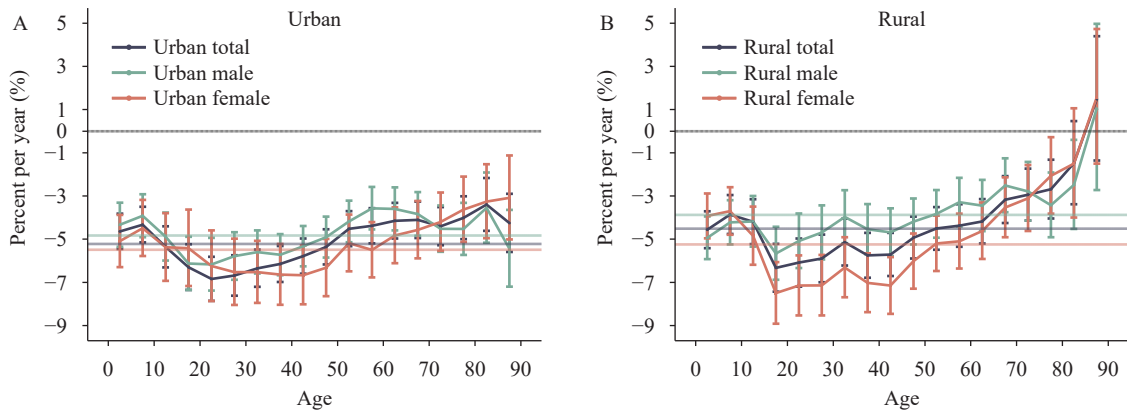 A
Urban
Percent per year (%)
5
3
1
0
−1
−3
−5
−7
−9
Urban total
Urban male
Urban female
0 10 20 30 40 50 60 70 80 90
Age
B
Rural
Percent per year (%)
5
3
1
0
−1
−3
−5
−7
−9
Rural total
Rural male
Rural female
0 10 20 30 40 50 60 70 80 90
Age